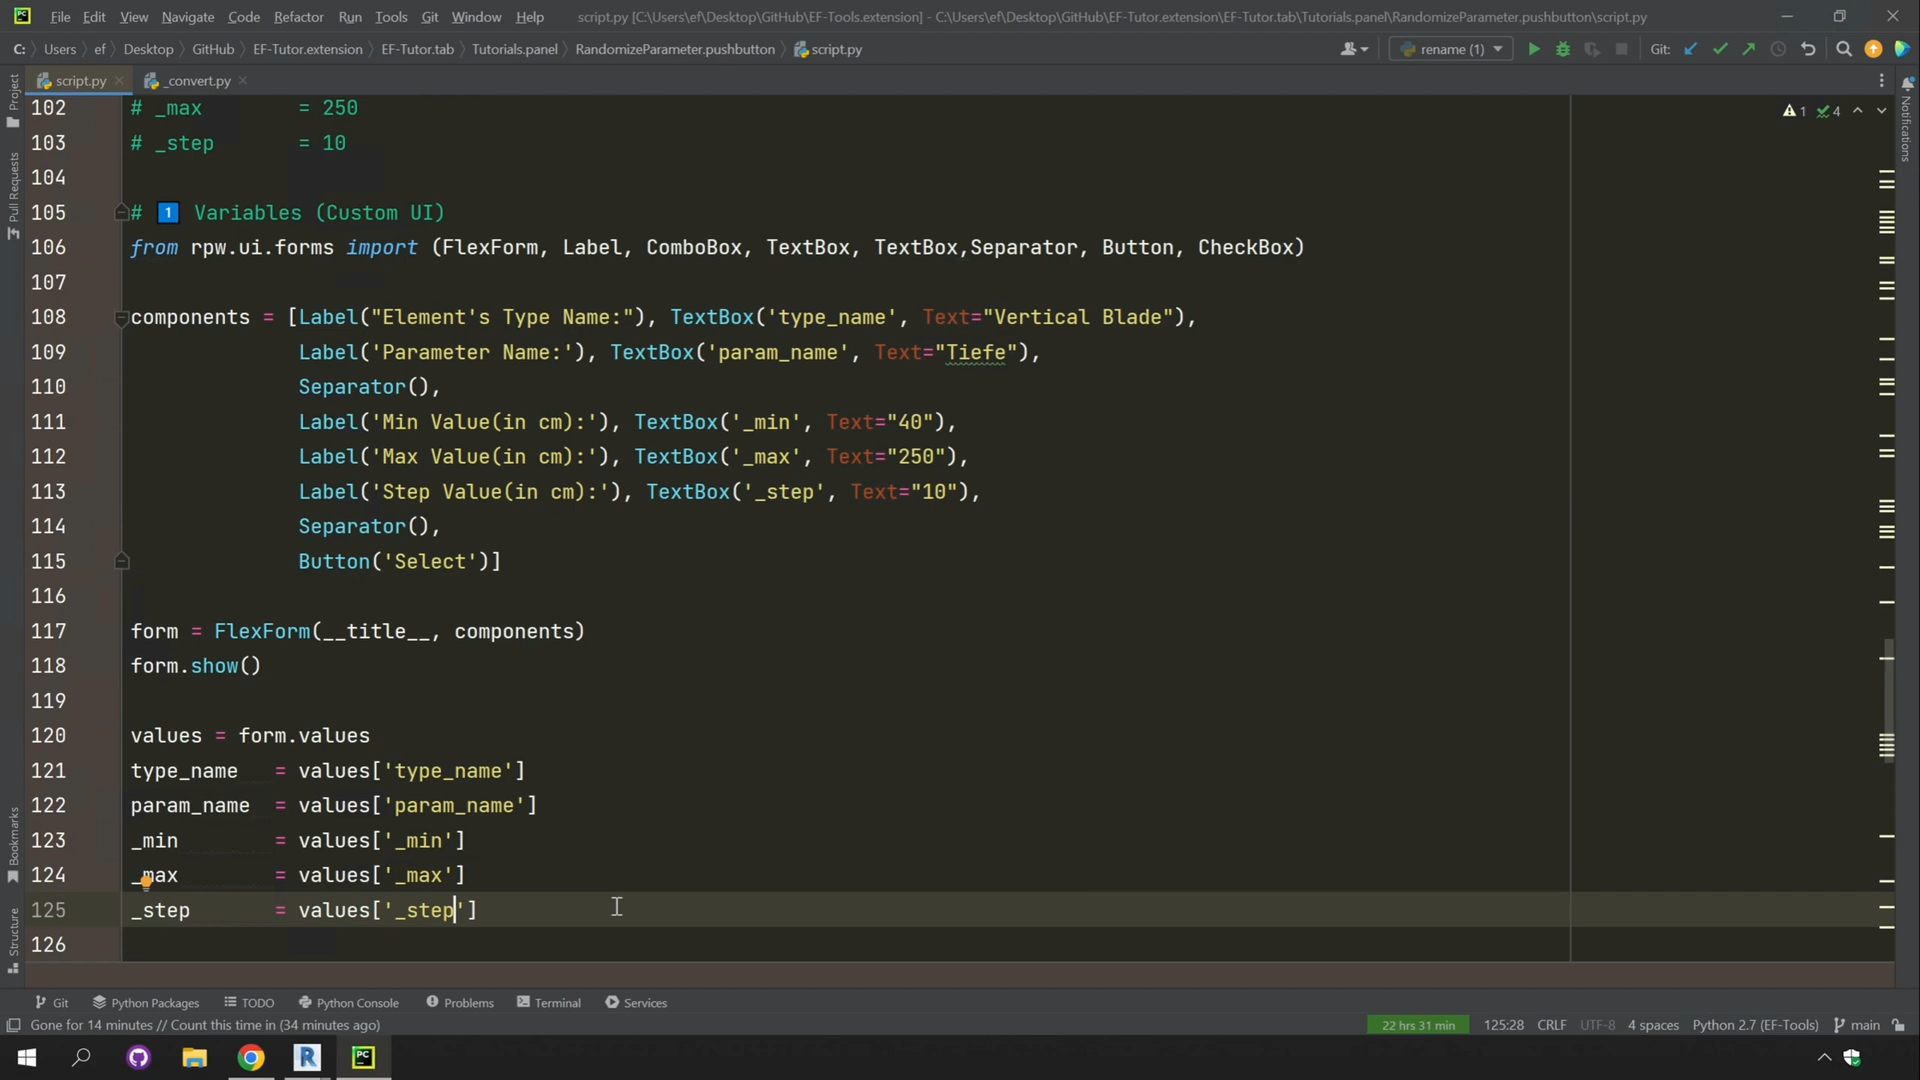 File Edit View Navigate Code Refactor Run Tools Git Window Help script.py [C:\Users\ef\Desktop\GitHub\EF-Tools.extension] - C:\Users\ef\Desktop\GitHub\EF-Tutor.extension\EF-Tutor.tab\Tutorials.panel\RandomizeParameter.pushbutton\script.py
C: Users ef Desktop GitHub EF-Tutor.extension EF-Tutor.tab Tutorials.panel RandomizeParameter.pushbutton script.py rename (1) Git:
script.py _convert.py
Project
Pull Requests
Bookmarks
Structure
Notifications
1 4
102 # _max = 250
103 # _step = 10
104
105 # 1 Variables (Custom UI)
106 from rpw.ui.forms import (FlexForm, Label, ComboBox, TextBox, TextBox,Separator, Button, CheckBox)
107
108 components = [Label("Element's Type Name:"), TextBox('type_name', Text="Vertical Blade"),
109 Label('Parameter Name:'), TextBox('param_name', Text="Tiefe"),
110 Separator(),
111 Label('Min Value(in cm):'), TextBox('_min', Text="40"),
112 Label('Max Value(in cm):'), TextBox('_max', Text="250"),
113 Label('Step Value(in cm):'), TextBox('_step', Text="10"),
114 Separator(),
115 Button('Select')]
116
117 form = FlexForm(__title__, components)
118 form.show()
119
120 values = form.values
121 type_name = values['type_name']
122 param_name = values['param_name']
123 _min = values['_min']
124 _max = values['_max']
125 _step = values['_step']
126
Git Python Packages TODO Python Console Problems Terminal Services
Gone for 14 minutes // Count this time in (34 minutes ago) 22 hrs 31 min 125:28 CRLF UTF-8 4 spaces Python 2.7 (EF-Tools) main
R PC